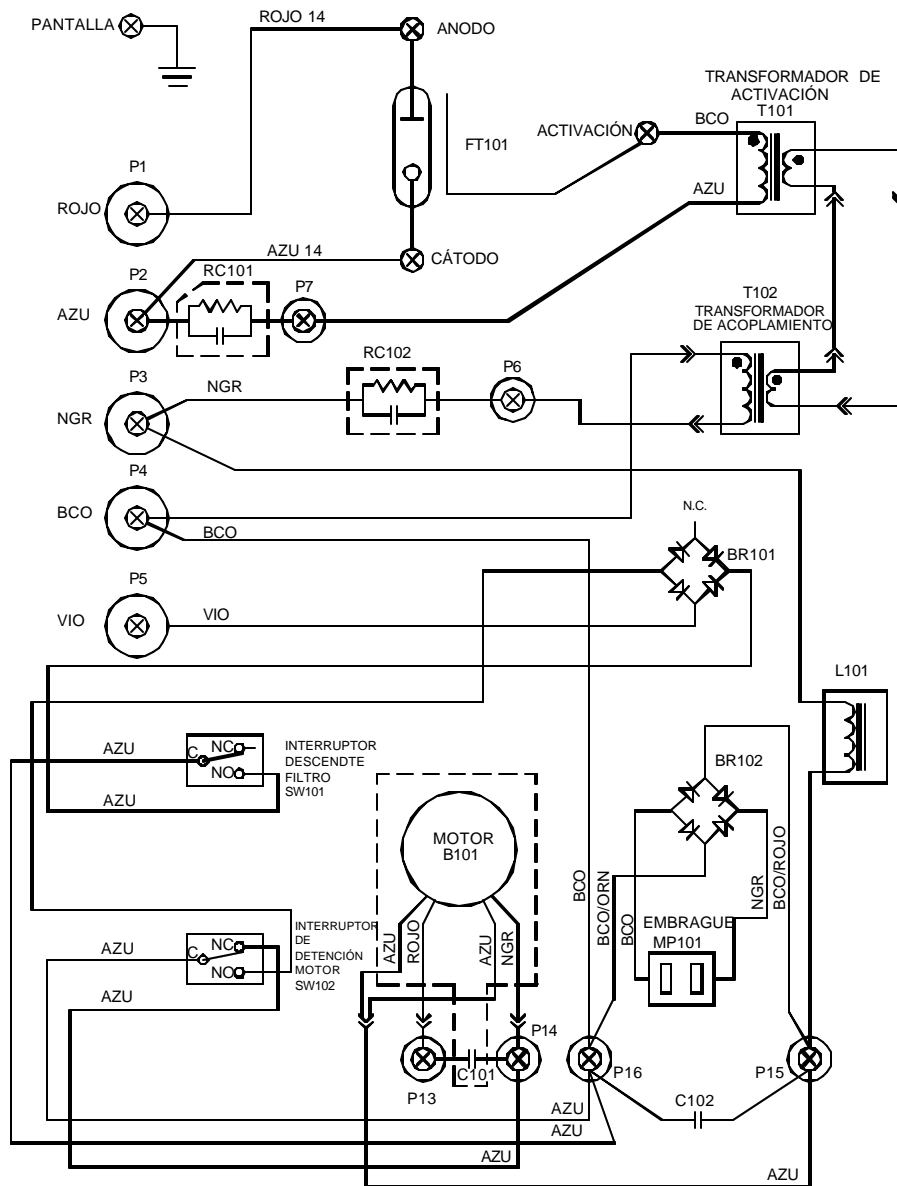 ROJO 14
PANTALLA
ANODO
TRANSFORMADOR DE
ACTIVACIÓN
T101
BCO
ACTIVACIÓN
FT101
P1
ROJO
AZU
AZU 14
CÁTODO
P2
RC101
P7
AZU
T102
TRANSFORMADOR
DE ACOPLAMIENTO
P3
NGR
RC102
P6
NGR
P4
BCO
BCO
N.C.
BR101
P5
VIO
VIO
L101
AZU
C
NC
NO
INTERRUPTOR
DESCENDTE
FILTRO
SW101
AZU
BR102
MOTOR
B101
BCO
BCO/ORN
BCO
NGR
BCO/ROJO
EMBRAGUE
MP101
AZU
C
NC
NO
INTERRUPTOR
DE
DETENCIÓN
MOTOR
SW102
AZU
AZU
ROJO
AZU
NGR
P14
C101
P13
P16
P15
C102
AZU
AZU
AZU
AZU